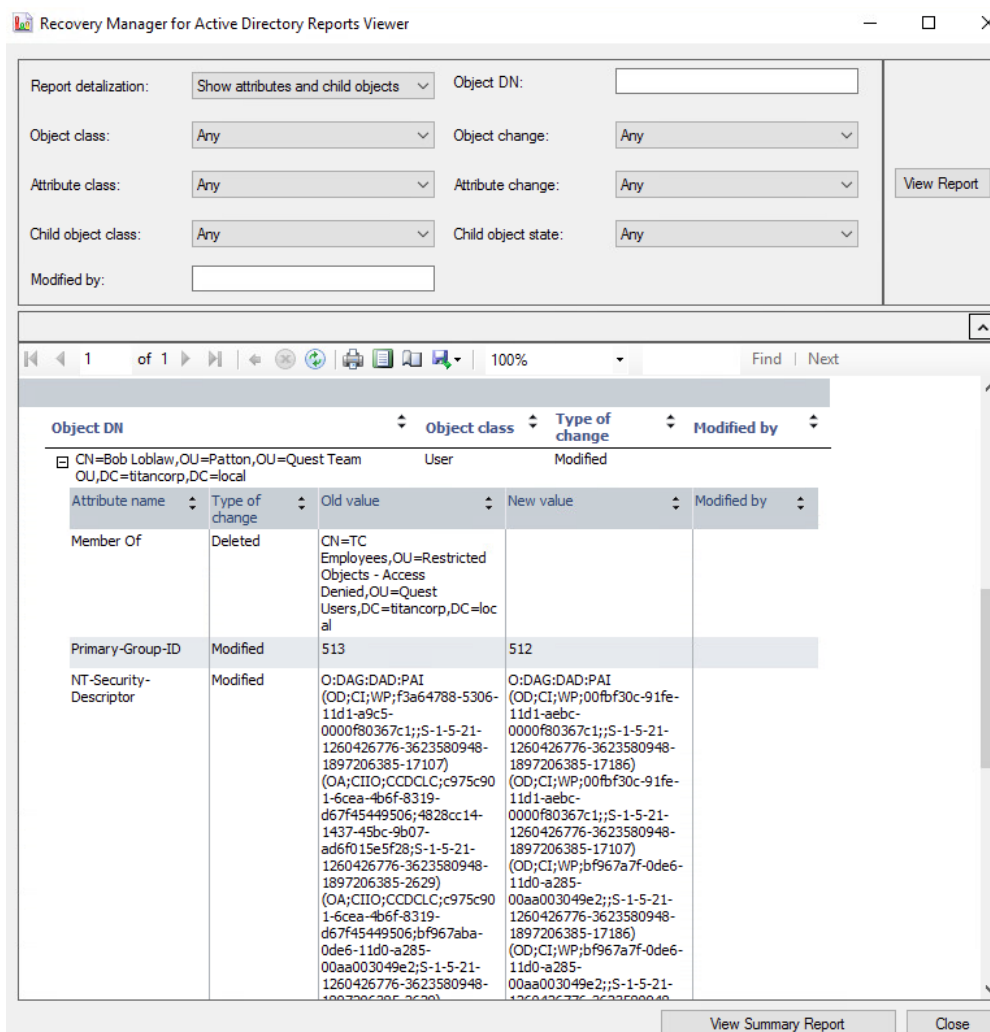 Recovery Manager for Active Directory Reports Viewer
Report detalization:
Show attributes and child objects
Object DN:
Object class:
Any
Object change:
Any
Attribute class:
Any
Attribute change:
Any
View Report
Child object class:
Any
Child object state:
Any
Modified by:
1 of 1
100%
Find | Next
Object DN
Object class
Type of
change
Modified by
CN=Bob Loblaw,OU=Patton,OU=Quest Team
OU,DC=titancorp,DC=local
User
Modified
Attribute name
Type of
change
Old value
New value
Modified by
Member Of
Deleted
CN=TC
Employees,OU=Restricted
Objects - Access
Denied,OU=Quest
Users,DC=titancorp,DC=loc
al
Primary-Group-ID
Modified
513
512
NT-Security-
Descriptor
Modified
O:DAG:DAD:PAI
(OD;CI;WP;f3a64788-5306-
11d1-a9c5-
0000f80367c1;;S-1-5-21-
1260426776-3623580948-
1897206385-17107)
(OA;CIIO;CCDCLC;c975c90
1-6cea-4b6f-8319-
d67f45449506;4828cc14-
1437-45bc-9b07-
ad6f015e5f28;S-1-5-21-
1260426776-3623580948-
1897206385-2629)
(OA;CIIO;CCDCLC;c975c90
1-6cea-4b6f-8319-
d67f45449506;bf967aba-
0de6-11d0-a285-
00aa003049e2;S-1-5-21-
1260426776-3623580948-
O:DAG:DAD:PAI
(OD;CI;WP;00fbf30c-91fe-
11d1-aebc-
0000f80367c1;;S-1-5-21-
1260426776-3623580948-
1897206385-17186)
(OD;CI;WP;00fbf30c-91fe-
11d1-aebc-
0000f80367c1;;S-1-5-21-
1260426776-3623580948-
1897206385-17107)
(OD;CI;WP;bf967a7f-0de6-
11d0-a285-
00aa003049e2;;S-1-5-21-
1260426776-3623580948-
1897206385-17186)
(OD;CI;WP;bf967a7f-0de6-
11d0-a285-
00aa003049e2;;S-1-5-21-
View Summary Report
Close